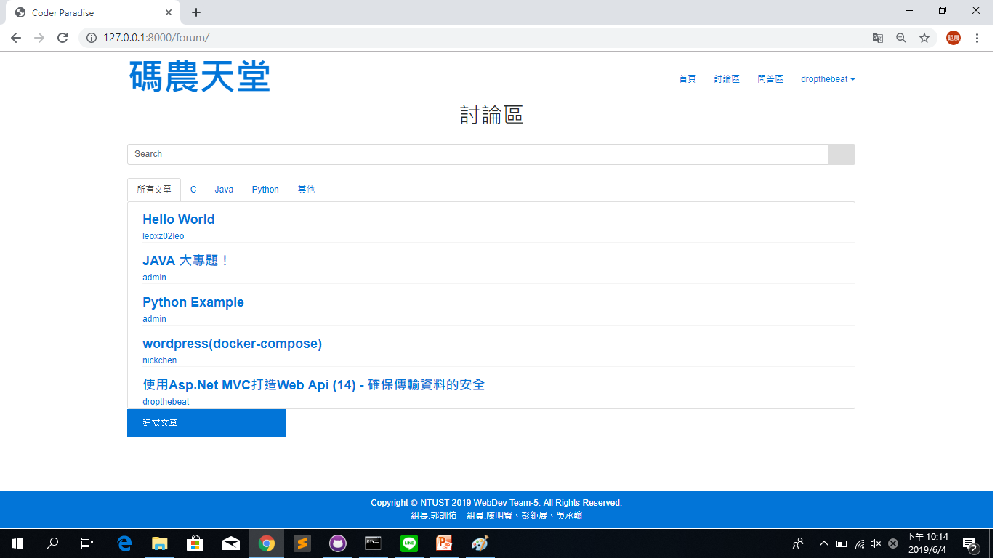 Coder Paradise
127.0.0.1:8000/forum/
鉅展
碼農天堂
首頁 討論區 問答區 dropthebeat
討論區
Search
所有文章 C Java Python 其他
Hello World
leoxz02leo
JAVA 大專題！
admin
Python Example
admin
wordpress(docker-compose)
nickchen
使用Asp.Net MVC打造Web Api (14) - 確保傳輸資料的安全
dropthebeat
建立文章
Copyright © NTUST 2019 WebDev Team-5. All Rights Reserved.
組長:郭訓佑 組員:陳明賢、彭鉅展、吳承翰
LINE
下午 10:14
2019/6/4
2